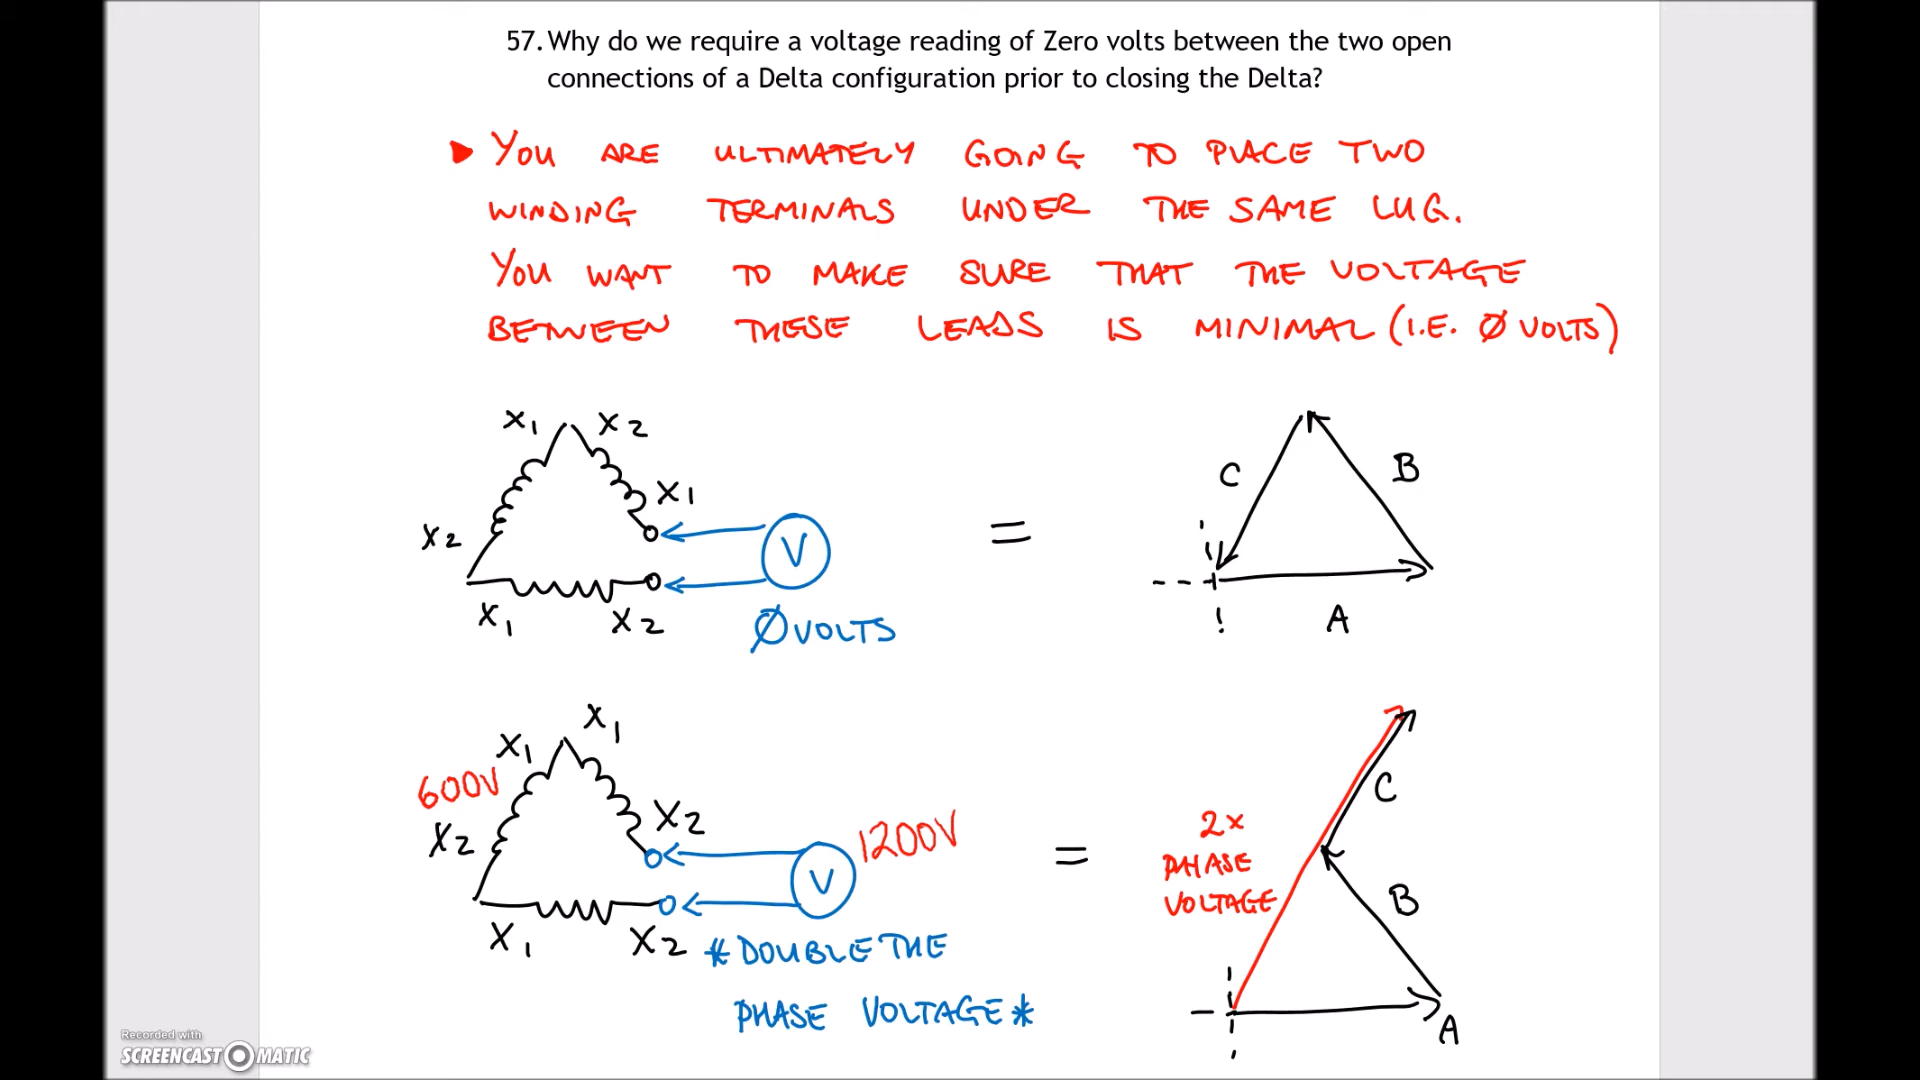 57. Why do we require a voltage reading of Zero volts between the two open
connections of a Delta configuration prior to closing the Delta?
YOU ARE ULTIMATELY GOING TO PLACE TWO
WINDING TERMINALS UNDER THE SAME LUG.
YOU WANT TO MAKE SURE THAT THE VOLTAGE
BETWEEN THESE LEADS IS MINIMAL (I.E. Ø VOLTS)
X1 X2
X1
X2
V
X1 X2
Ø VOLTS
=
C B
A
X1
X1
600V
X2
X2
V
1200V
X1 X2
* DOUBLE THE
PHASE VOLTAGE *
=
2x
PHASE
VOLTAGE
C
B
A
Recorded with
SCREENCAST MATIC